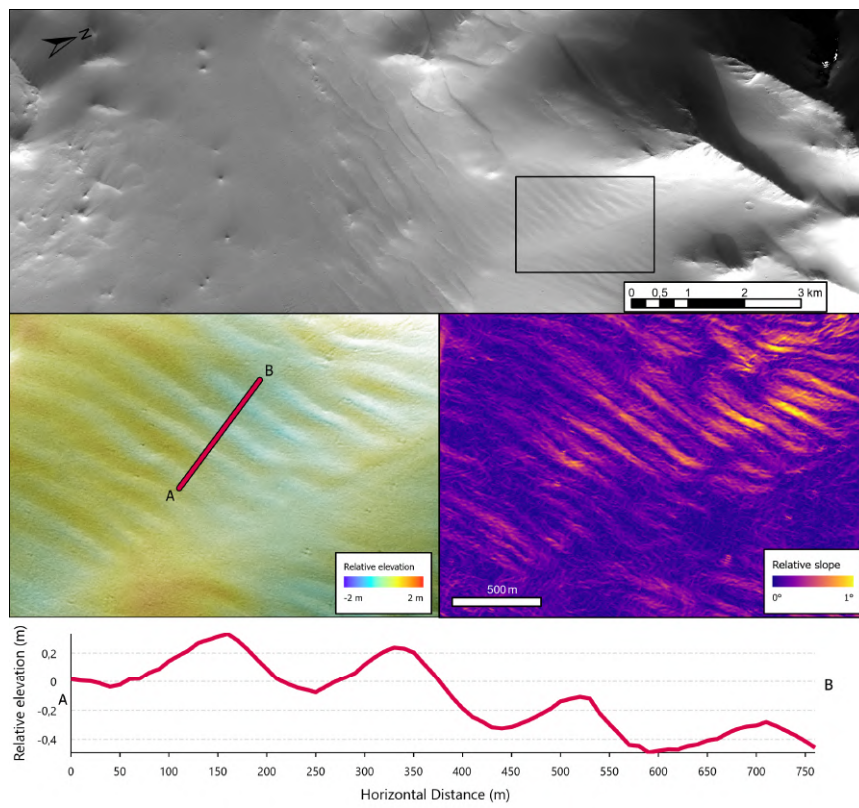 N
0 0,5 1 2 3 km
B
A
Relative elevation
-2 m 2 m
Relative slope
0° 1°
500 m
Relative elevation (m)
0,2
0
-0,2
-0,4
A
B
0 50 100 150 200 250 300 350 400 450 500 550 600 650 700 750
Horizontal Distance (m)